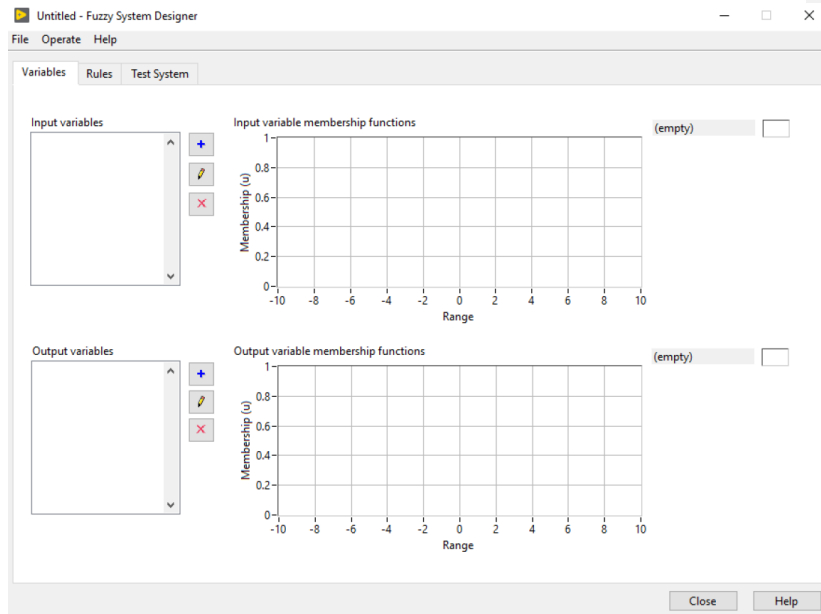 Untitled - Fuzzy System Designer
File Operate Help
Variables Rules Test System
Input variables
Input variable membership functions
(empty)
1
0.8
0.6
0.4
0.2
0
Membership (u)
-10 -8 -6 -4 -2 0 2 4 6 8 10
Range
Output variables
Output variable membership functions
(empty)
1
0.8
0.6
0.4
0.2
0
Membership (u)
-10 -8 -6 -4 -2 0 2 4 6 8 10
Range
Close Help